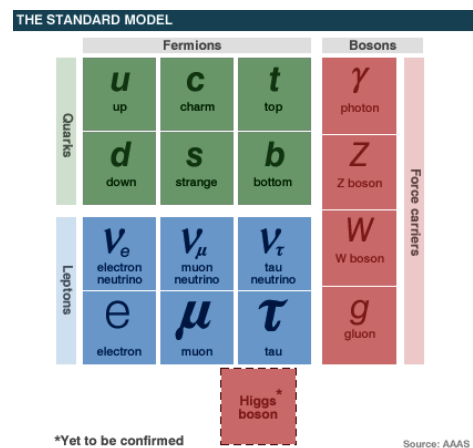 THE STANDARD MODEL
Fermions
Bosons
Quarks
u
up
c
charm
t
top
d
down
s
strange
b
bottom
Leptons
νe
electron
neutrino
νμ
muon
neutrino
ντ
tau
neutrino
e
electron
μ
muon
τ
tau
γ
photon
Z
Z boson
W
W boson
g
gluon
Force carriers
Higgs*
boson
*Yet to be confirmed
Source: AAAS